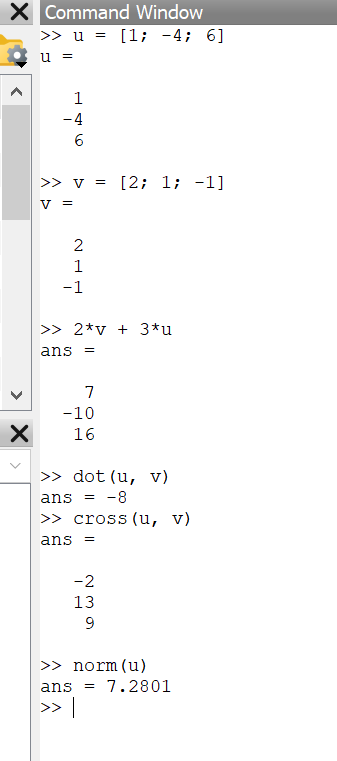 Command Window
>> u = [1; -4; 6]
u =
1
-4
6
>> v = [2; 1; -1]
v =
2
1
-1
>> 2*v + 3*u
ans =
7
-10
16
>> dot(u, v)
ans = -8
>> cross(u, v)
ans =
-2
13
9
>> norm(u)
ans = 7.2801
>>